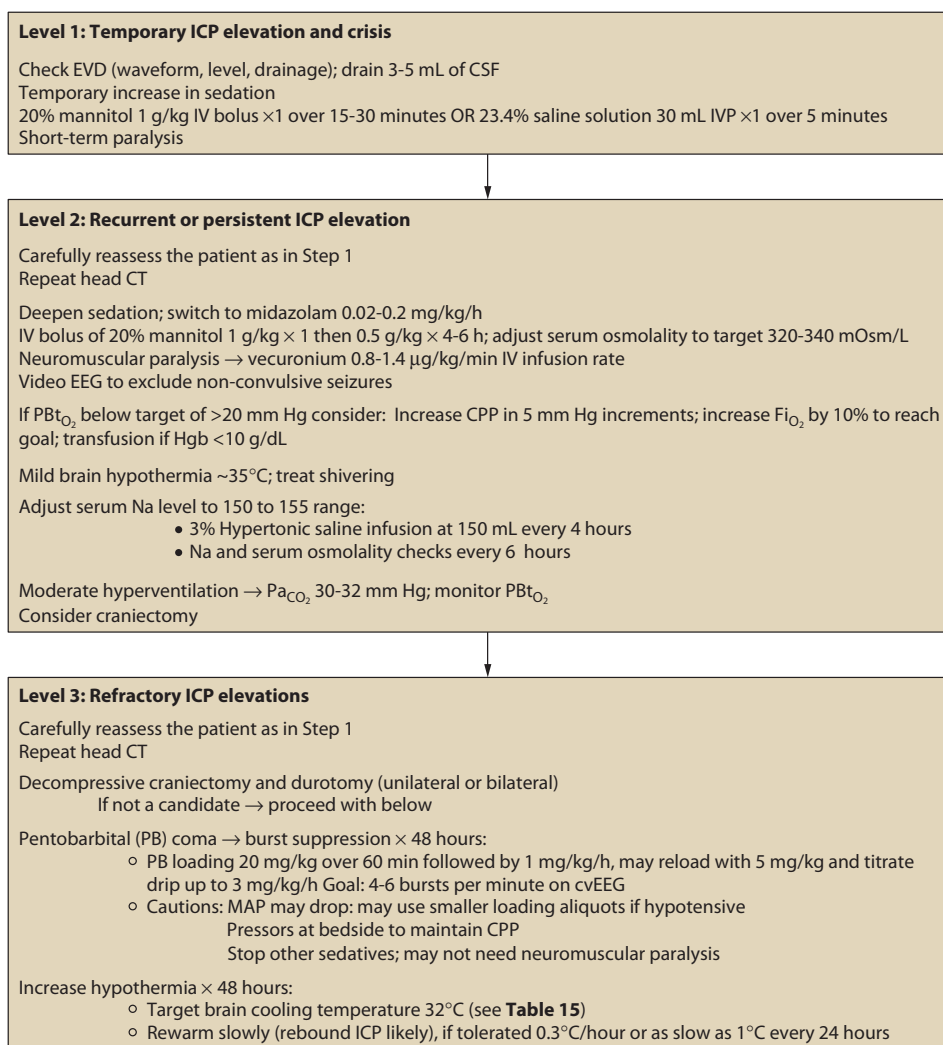 Level 1: Temporary ICP elevation and crisis
Check EVD (waveform, level, drainage); drain 3-5 mL of CSF
Temporary increase in sedation
20% mannitol 1 g/kg IV bolus ×1 over 15-30 minutes OR 23.4% saline solution 30 mL IVP ×1 over 5 minutes
Short-term paralysis
Level 2: Recurrent or persistent ICP elevation
Carefully reassess the patient as in Step 1
Repeat head CT
Deepen sedation; switch to midazolam 0.02-0.2 mg/kg/h
IV bolus of 20% mannitol 1 g/kg × 1 then 0.5 g/kg × 4-6 h; adjust serum osmolality to target 320-340 mOsm/L
Neuromuscular paralysis → vecuronium 0.8-1.4 μg/kg/min IV infusion rate
Video EEG to exclude non-convulsive seizures
If PBtO₂ below target of >20 mm Hg consider: Increase CPP in 5 mm Hg increments; increase FiO₂ by 10% to reach
goal; transfusion if Hgb <10 g/dL
Mild brain hypothermia ~35°C; treat shivering
Adjust serum Na level to 150 to 155 range:
• 3% Hypertonic saline infusion at 150 mL every 4 hours
• Na and serum osmolality checks every 6 hours
Moderate hyperventilation → PaCO₂ 30-32 mm Hg; monitor PBtO₂
Consider craniectomy
Level 3: Refractory ICP elevations
Carefully reassess the patient as in Step 1
Repeat head CT
Decompressive craniectomy and durotomy (unilateral or bilateral)
If not a candidate → proceed with below
Pentobarbital (PB) coma → burst suppression × 48 hours:
○ PB loading 20 mg/kg over 60 min followed by 1 mg/kg/h, may reload with 5 mg/kg and titrate
drip up to 3 mg/kg/h Goal: 4-6 bursts per minute on cvEEG
○ Cautions: MAP may drop: may use smaller loading aliquots if hypotensive
Pressors at bedside to maintain CPP
Stop other sedatives; may not need neuromuscular paralysis
Increase hypothermia × 48 hours:
○ Target brain cooling temperature 32°C (see Table 15)
○ Rewarm slowly (rebound ICP likely), if tolerated 0.3°C/hour or as slow as 1°C every 24 hours